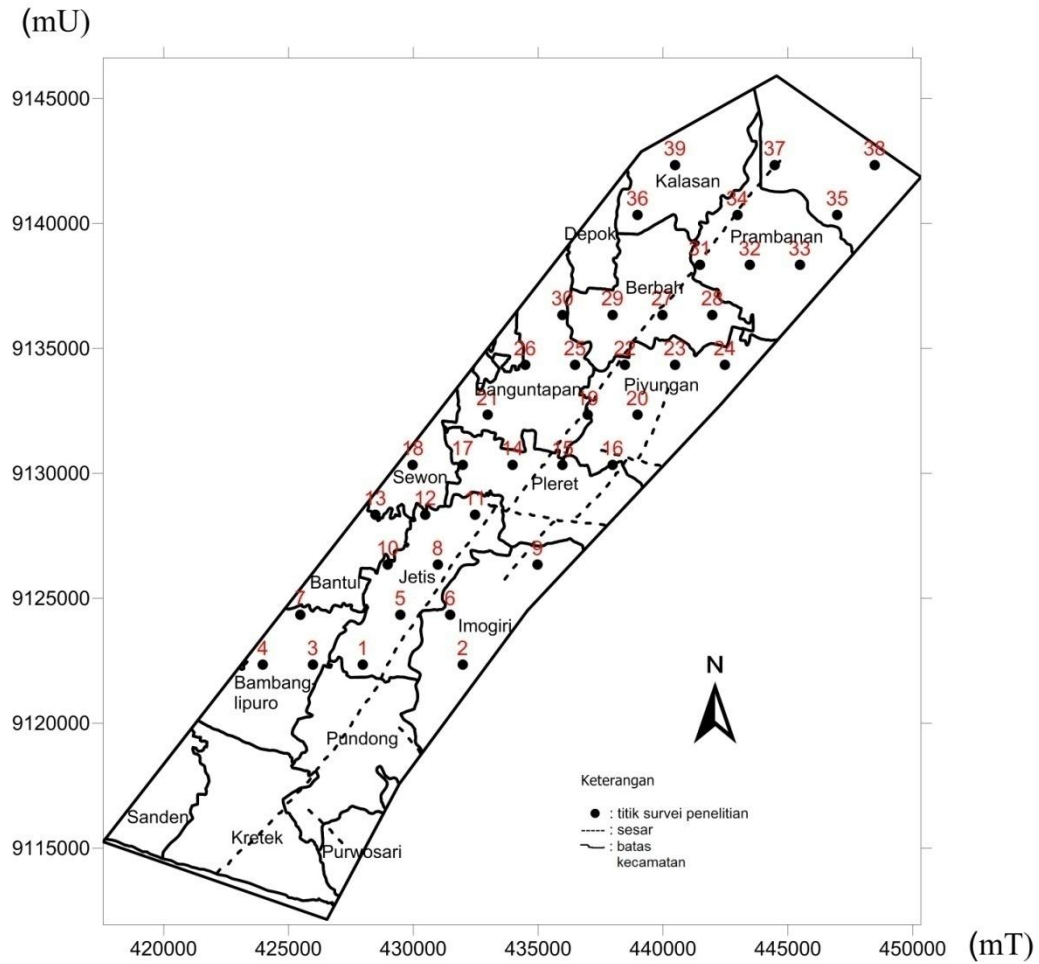 (mU)
9145000
9140000
9135000
9130000
9125000
9120000
9115000
39
37
38
Kalasan
36
34
35
Depok
Prambanan
31
32
33
Berbah
30
29
27
28
26
25
22
23
24
Banguntapan
Piyungan
21
19
20
18
17
14
15
16
Sewon
Pleret
13
12
11
10
8
9
Bantul
Jetis
7
5
6
Imogiri
4
3
1
2
Bambang-
lipuro
N
Pundong
Sanden
Kretek
Purwosari
Keterangan
: titik survei penelitian
: sesar
: batas
kecamatan
420000
425000
430000
435000
440000
445000
450000
(mT)